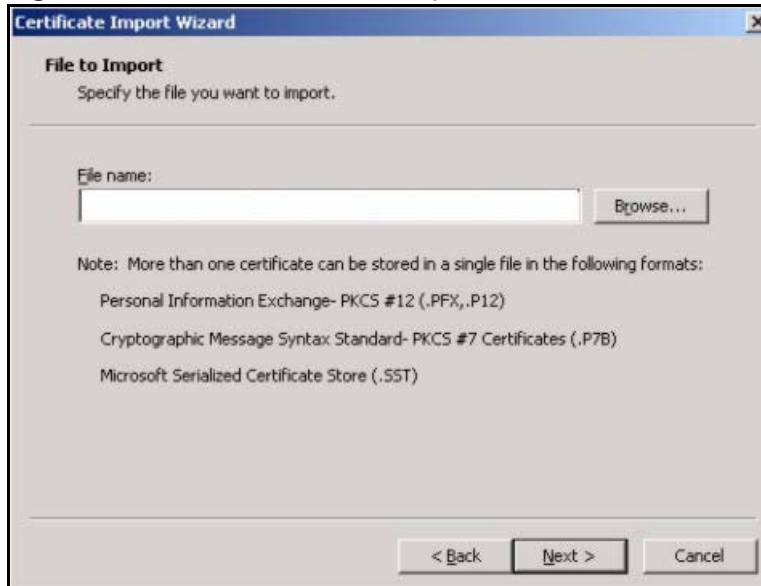 Certificate Import Wizard
File to Import
Specify the file you want to import.
File name:
Browse...
Note: More than one certificate can be stored in a single file in the following formats:
Personal Information Exchange- PKCS #12 (.PFX,.P12)
Cryptographic Message Syntax Standard- PKCS #7 Certificates (.P7B)
Microsoft Serialized Certificate Store (.SST)
< Back
Next >
Cancel